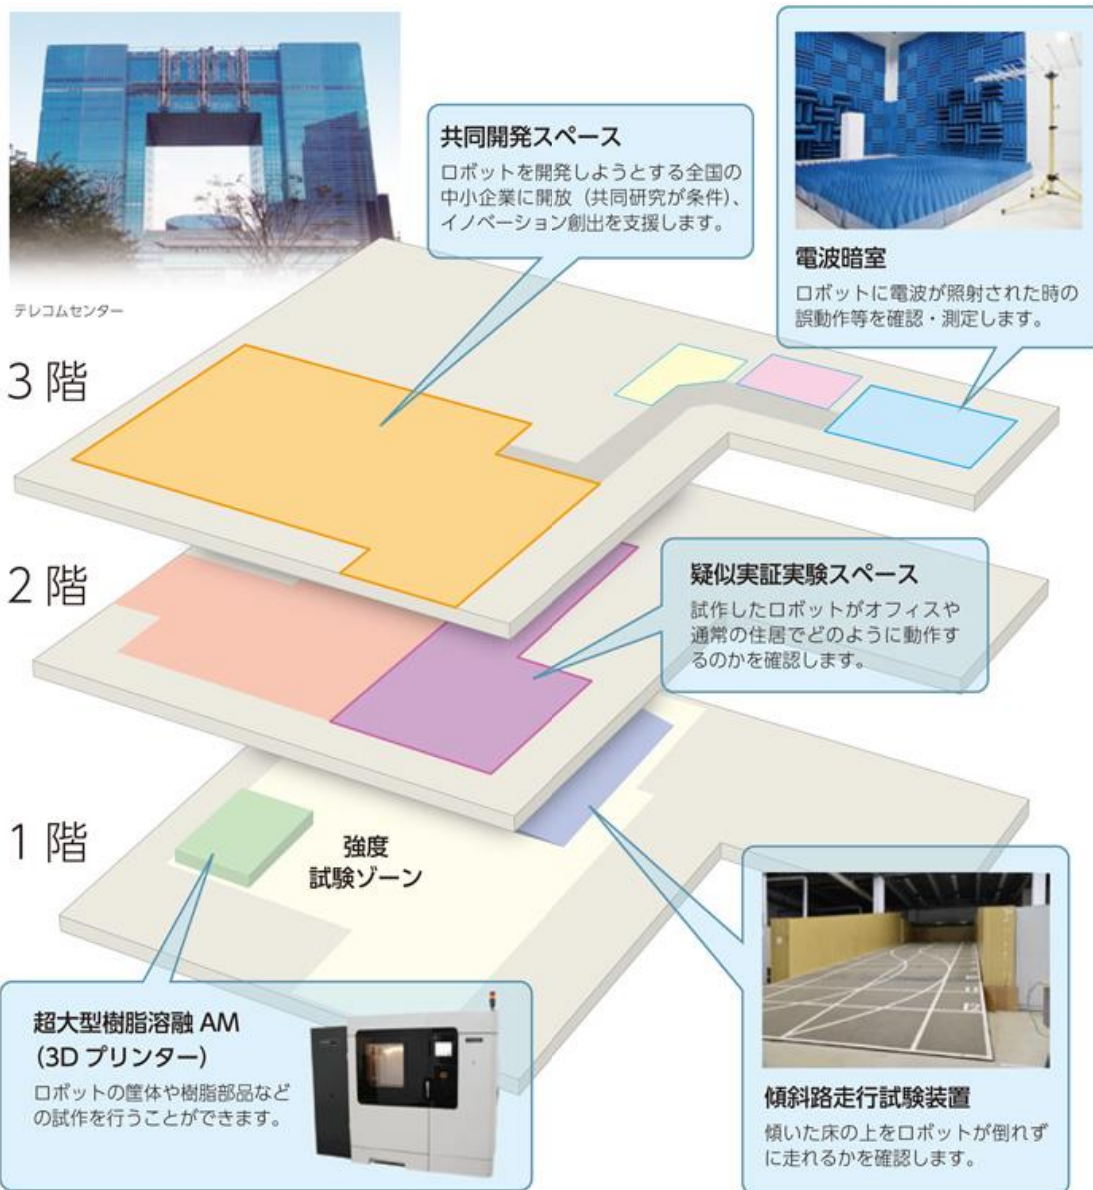 テレコムセンター
共同開発スペース
ロボットを開発しようとする全国の
中小企業に開放（共同研究が条件）、
イノベーション創出を支援します。
電波暗室
ロボットに電波が照射された時の
誤動作等を確認・測定します。
3階
2階
疑似実証実験スペース
試作したロボットがオフィスや
通常の住居でどのように動作す
るのかを確認します。
1階
強度
試験ゾーン
超大型樹脂溶融 AM
（3D プリンター）
ロボットの筐体や樹脂部品など
の試作を行うことができます。
傾斜路走行試験装置
傾いた床の上をロボットが倒れず
に走れるかを確認します。